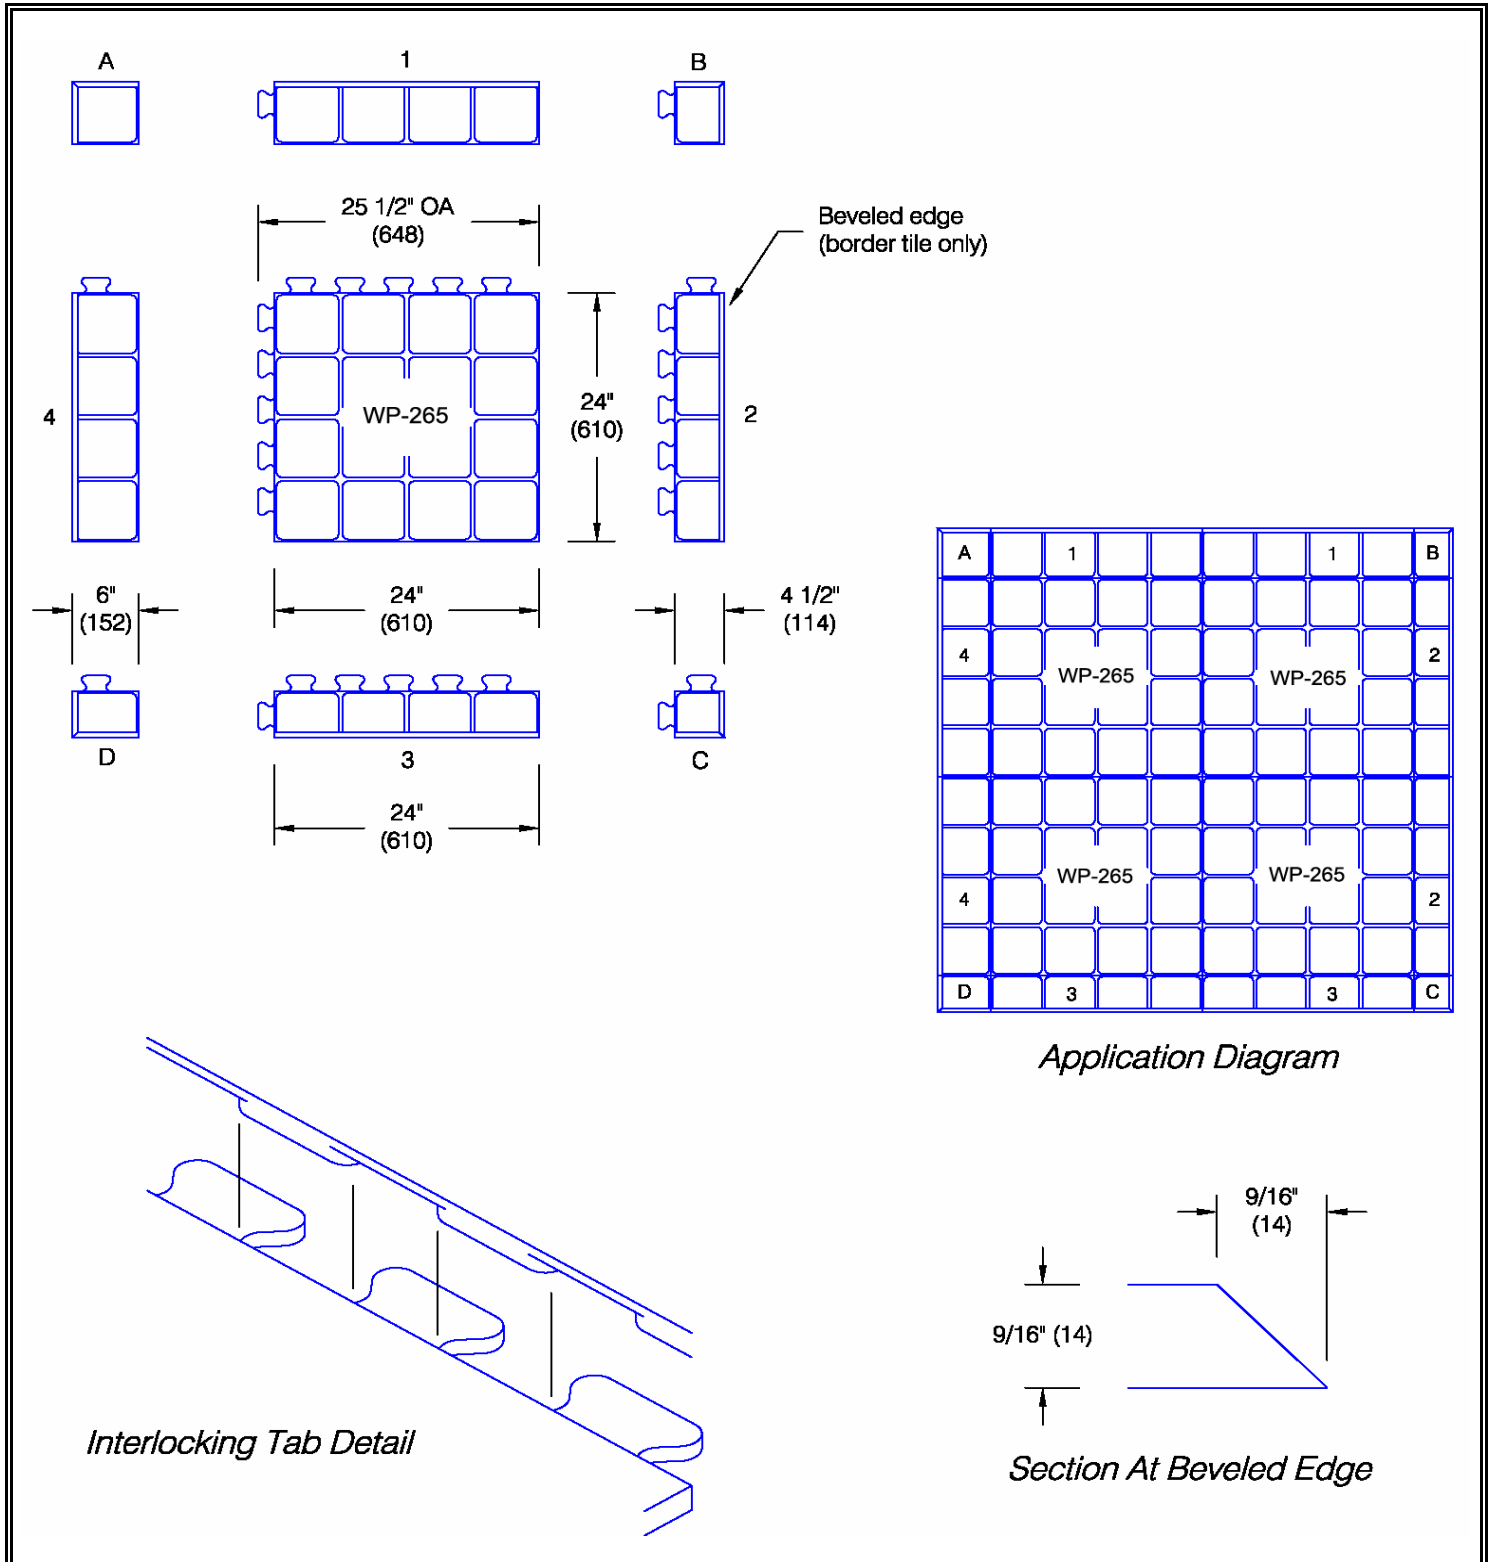 A
1
B
25 1/2" OA
(648)
Beveled edge
(border tile only)
4
WP-265
24"
(610)
2
6"
(152)
24"
(610)
4 1/2"
(114)
D
3
C
24"
(610)
A
1
1
B
4
WP-265
WP-265
2
WP-265
WP-265
4
2
D
3
3
C
Application Diagram
Interlocking Tab Detail
9/16"
(14)
9/16" (14)
Section At Beveled Edge